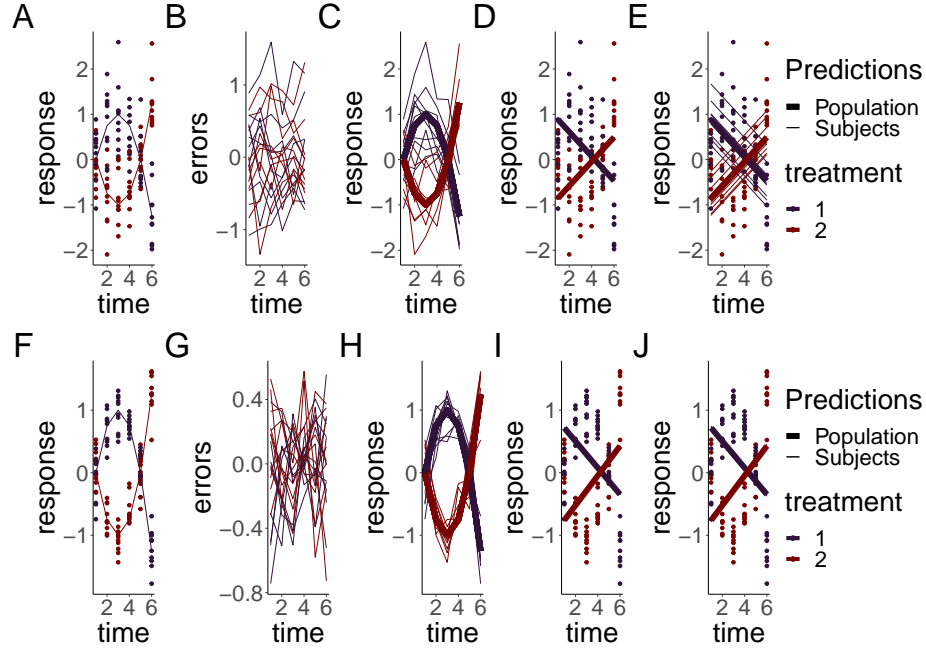 A B C D E
response
2
1
0
−1
−2
2 4 6
time
errors
1
0
−1
2 4 6
time
response
2
1
0
−1
−2
2 4 6
time
response
2
1
0
−1
−2
2 4 6
time
response
2
1
0
−1
−2
2 4 6
time
Predictions
Population
Subjects
treatment
1
2
F G H I J
response
1
0
−1
2 4 6
time
errors
0.4
0.0
−0.4
−0.8
2 4 6
time
response
1
0
−1
2 4 6
time
response
1
0
−1
2 4 6
time
response
1
0
−1
2 4 6
time
Predictions
Population
Subjects
treatment
1
2